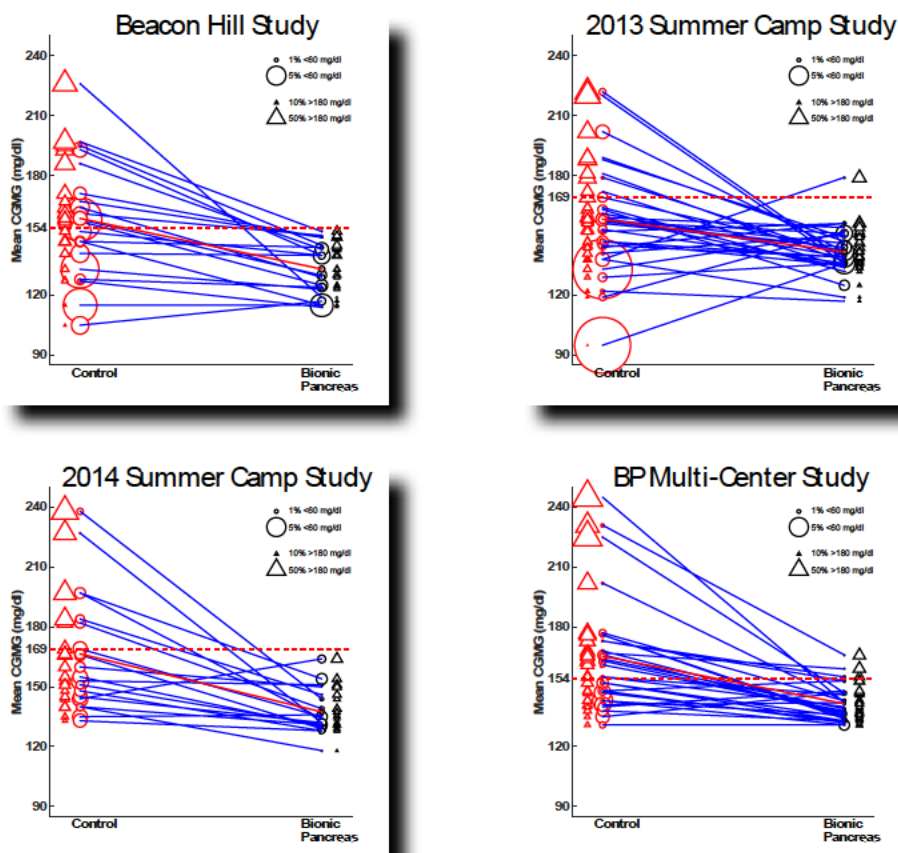 Beacon Hill Study
240
210
180
154
120
90
Mean CGMG (mg/dl)
1% <60 mg/dl
5% <60 mg/dl
10% >180 mg/dl
50% >180 mg/dl
Control
Bionic
Pancreas
2013 Summer Camp Study
240
210
180
169
150
120
90
Mean CGMG (mg/dl)
1% <60 mg/dl
5% <60 mg/dl
10% >180 mg/dl
50% >180 mg/dl
Control
Bionic
Pancreas
2014 Summer Camp Study
240
210
180
169
150
120
90
Mean CGMG (mg/dl)
1% <60 mg/dl
5% <60 mg/dl
10% >180 mg/dl
50% >180 mg/dl
Control
Bionic
Pancreas
BP Multi-Center Study
240
210
180
154
120
90
Mean CGMG (mg/dl)
1% <60 mg/dl
5% <60 mg/dl
10% >180 mg/dl
50% >180 mg/dl
Control
Bionic
Pancreas